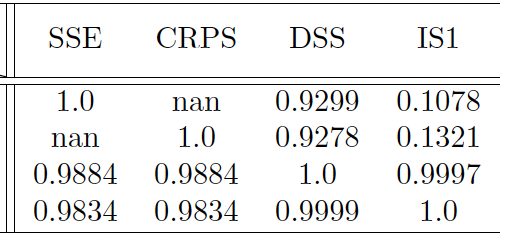 SSE CRPS DSS IS1
1.0 nan 0.9299 0.1078
nan 1.0 0.9278 0.1321
0.9884 0.9884 1.0 0.9997
0.9834 0.9834 0.9999 1.0